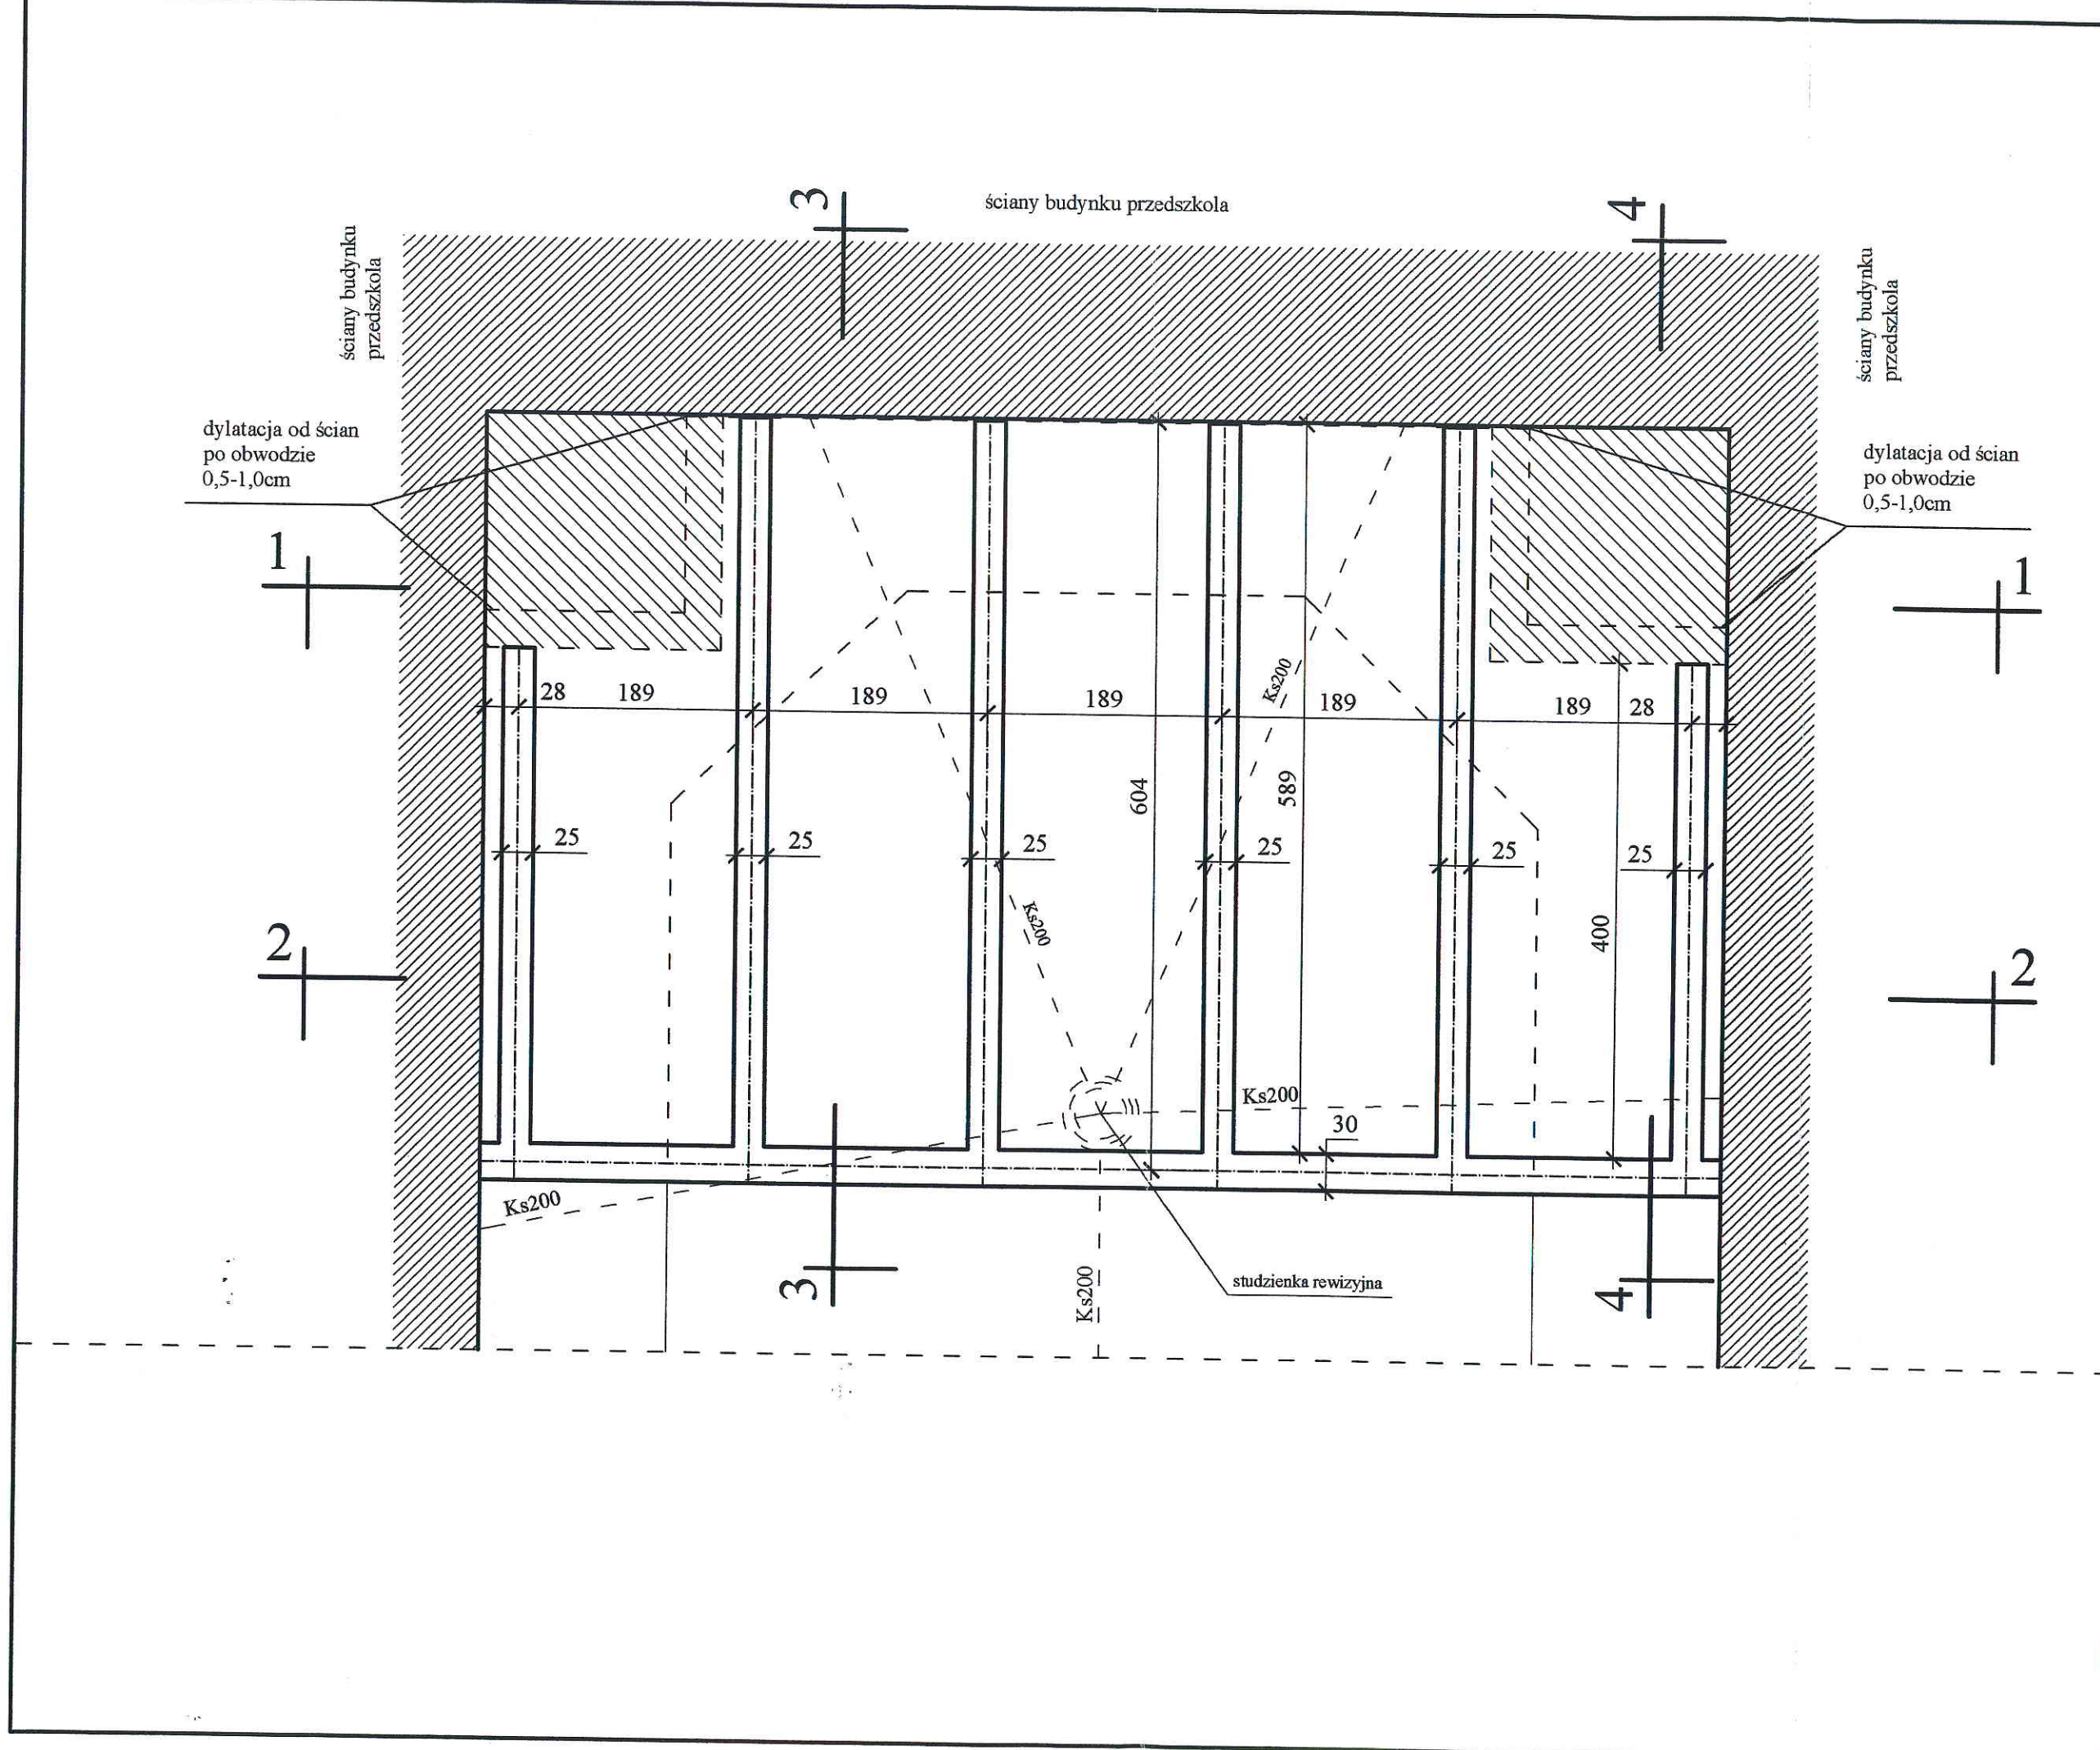 3
ściany budynku przedszkola
4
ściany budynku
przedszkola
ściany budynku
przedszkola
dylatacja od ścian
po obwodzie
0,5-1,0cm
dylatacja od ścian
po obwodzie
0,5-1,0cm
1
1
28
189
189
189
Ks200
189
189
28
604
589
25
25
25
25
25
25
Ks200
400
2
2
Ks200
30
Ks200
3
Ks200
studzienka rewizyjna
4